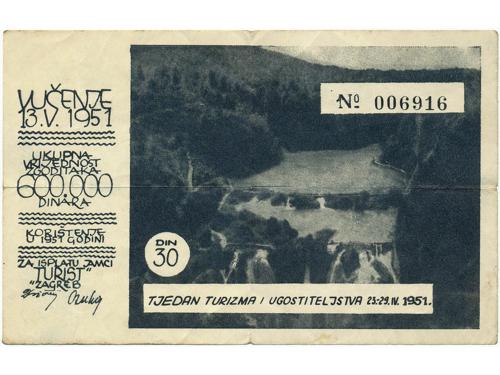 VUČENJE
13.V.1951
UKUPNA
VRIJEDNOST
ZGODITAKA
600.000
DINARA
KORIŠTENJE
U 1951 GODINI
ZA ISPLATU JAMCI
"TURIST"
ZAGREB
Nº 006916
DIN
30
TJEDAN TURIZMA I UGOSTITELJSTVA 23.-29.IV. 1951.